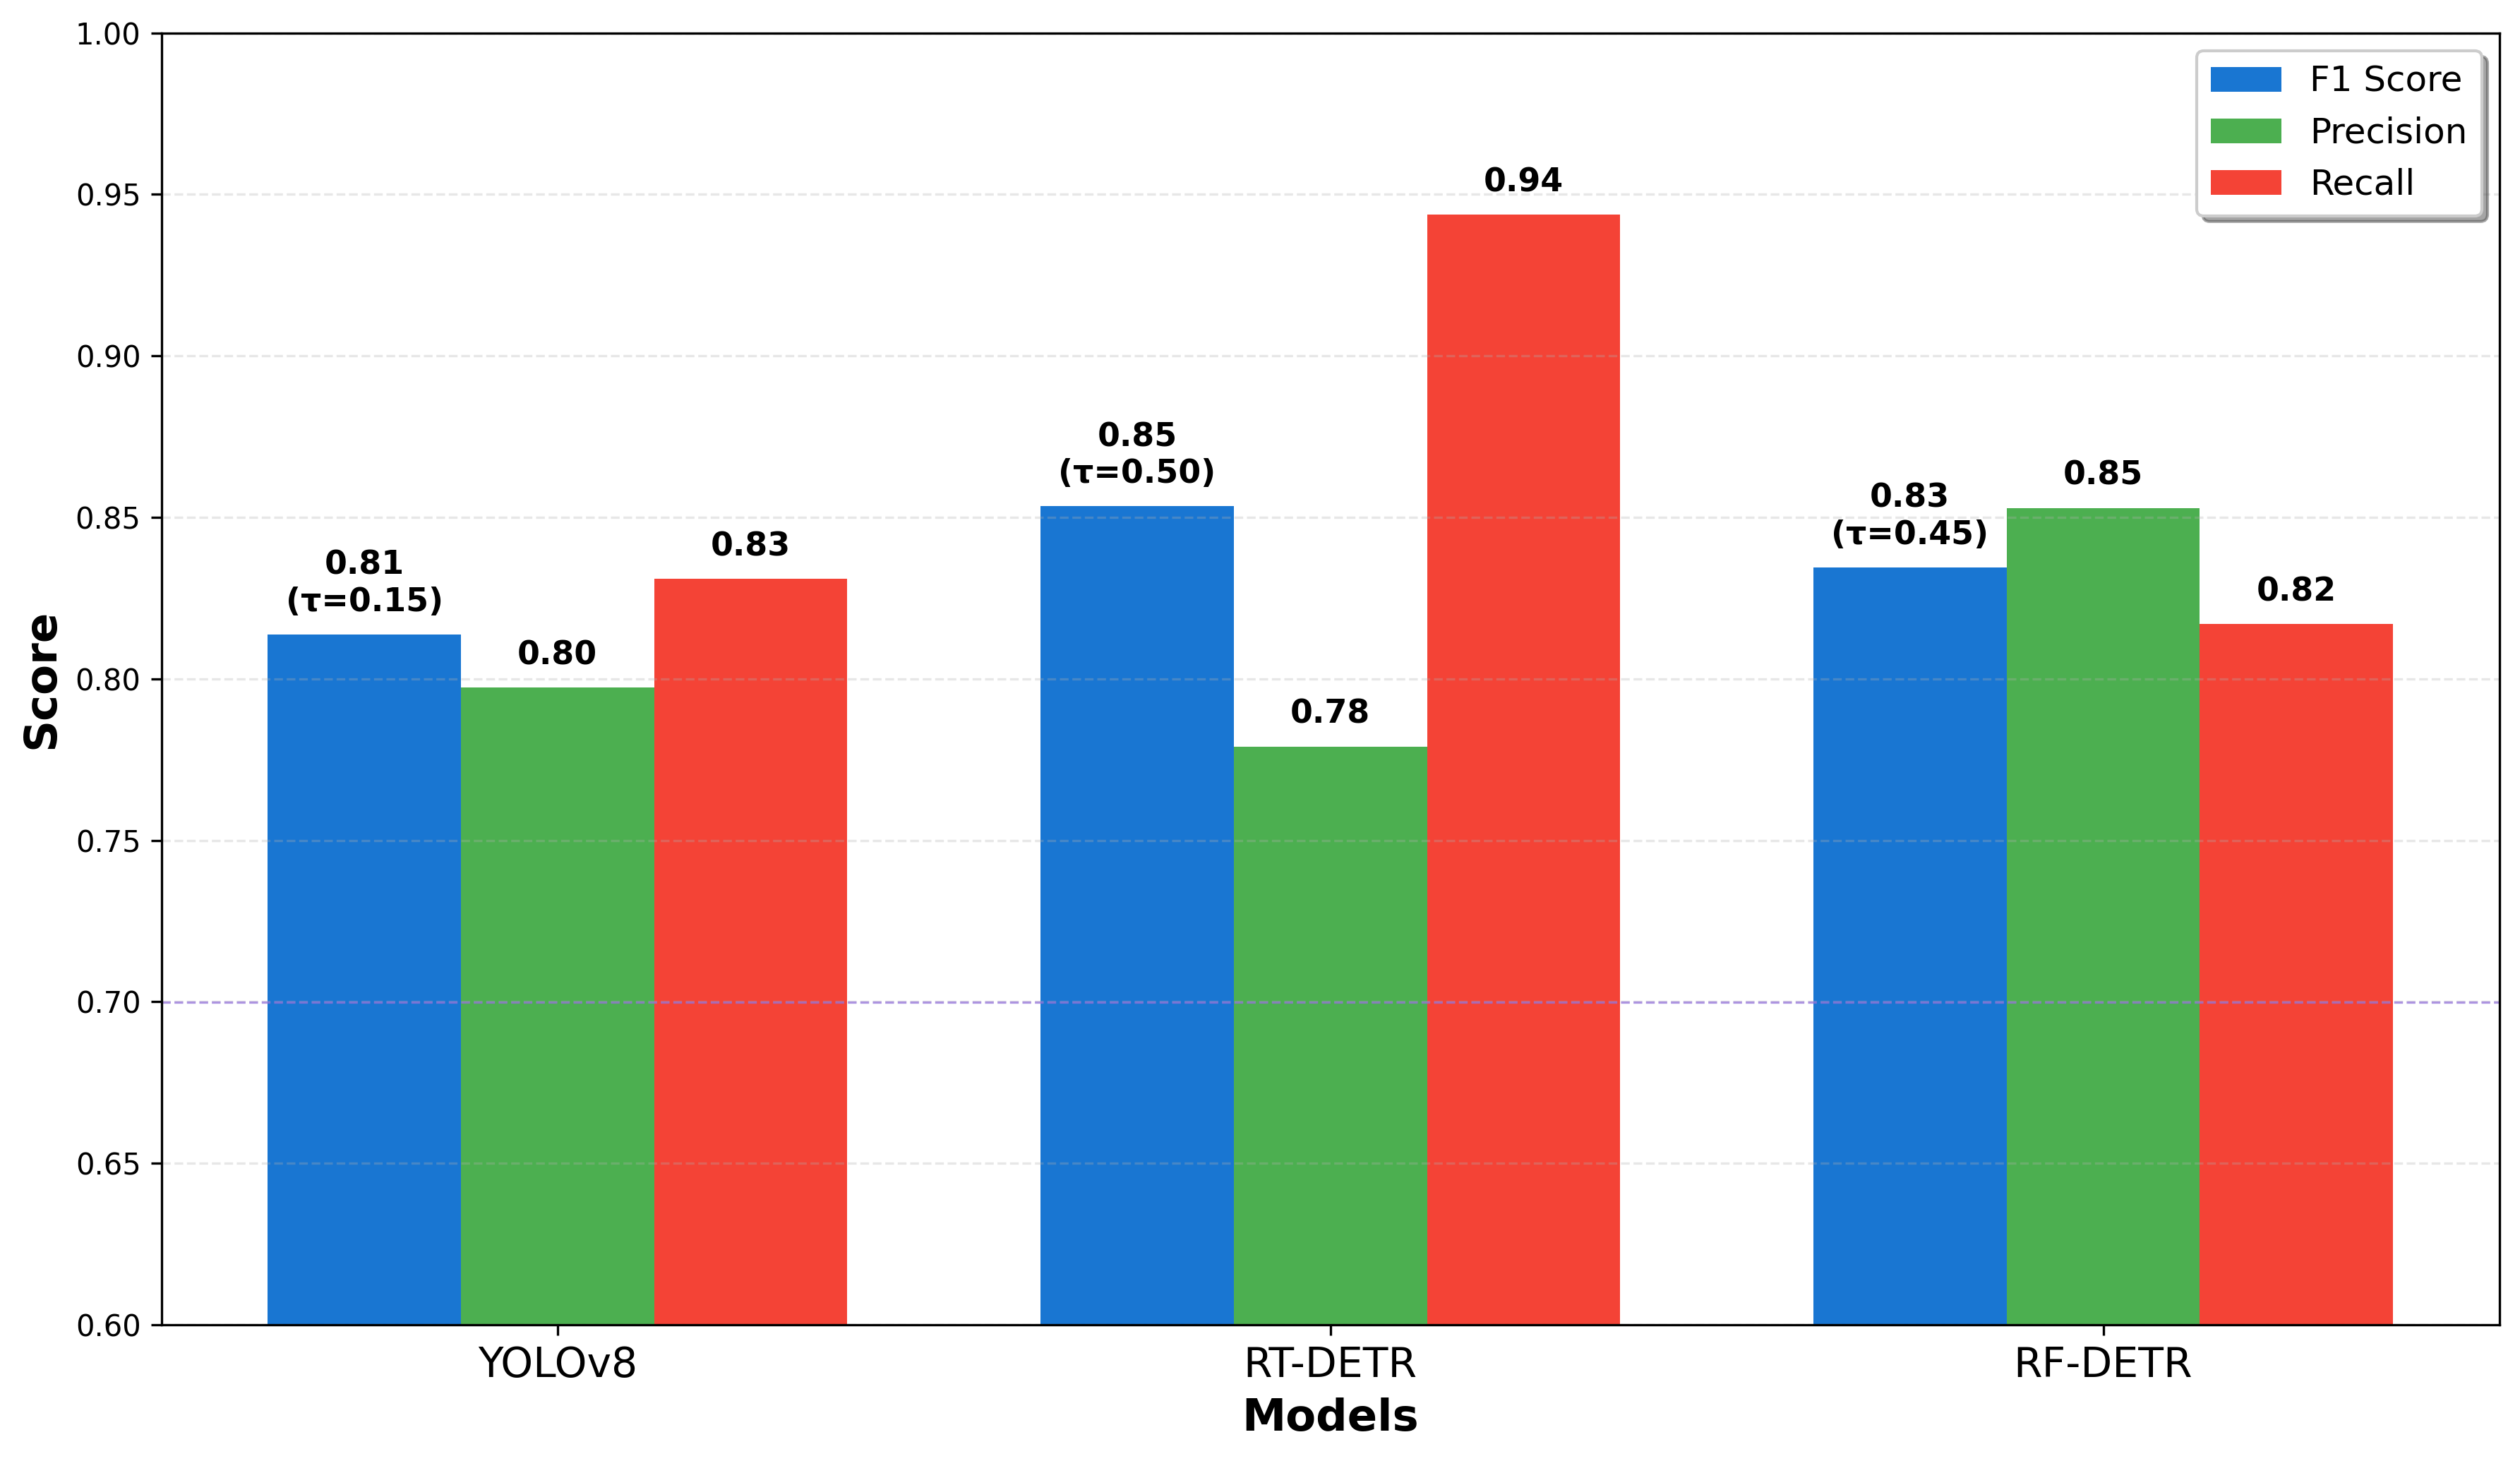 1.00
0.95
0.90
0.85
0.80
0.75
0.70
0.65
0.60
Score
F1 Score
Precision
Recall
0.81
(τ=0.15)
0.80
0.83
0.85
(τ=0.50)
0.78
0.94
0.83
(τ=0.45)
0.85
0.82
YOLOv8
RT-DETR
RF-DETR
Models